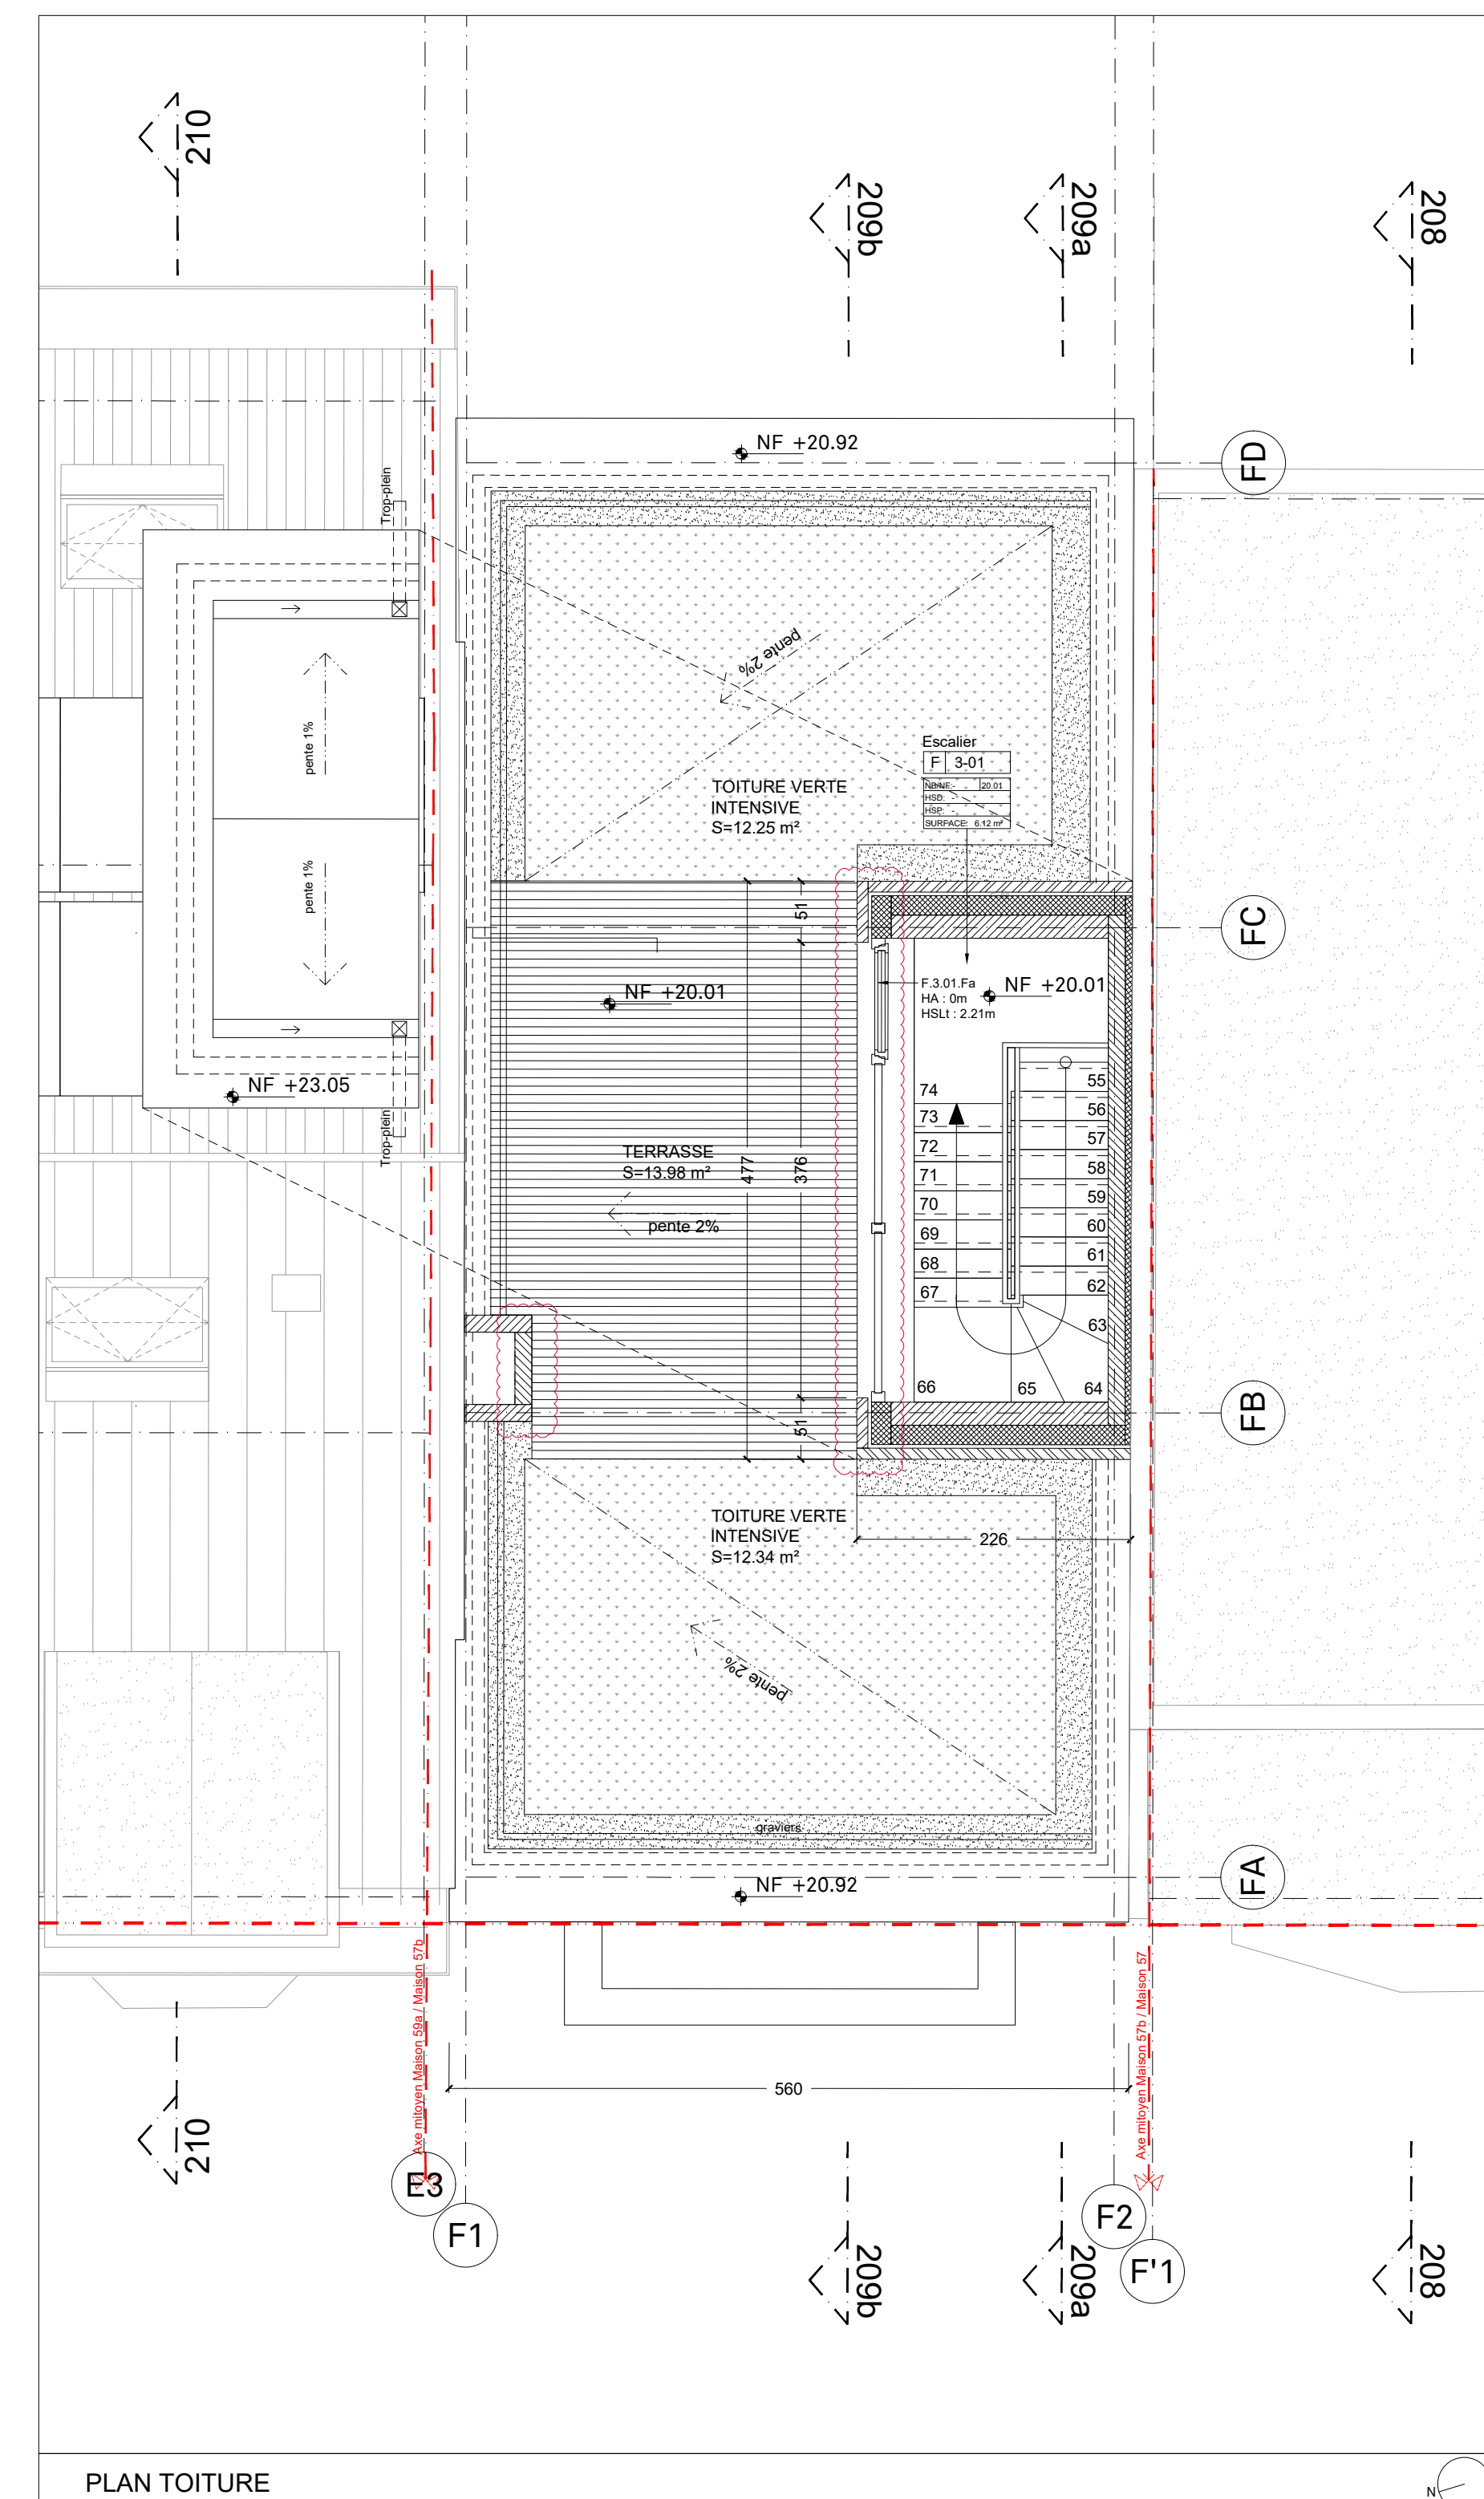 210
209b
209a
208
NF +20.92
FD
Trop-plein
pente 2%
pente 1%
Escalier
F 3-01
NB/NF:- 20.01
HSD: -
HSP: -
SURFACE: 6.12 m²
TOITURE VERTE
INTENSIVE
S=12.25 m²
pente 1%
51
FC
NF +20.01
F.3.01.Fa
HA : 0m
HSLt : 2.21m
NF +20.01
NF +23.05
Trop-plein
74
73
72
71
70
69
68
67
66
55
56
57
58
59
60
61
62
63
64
65
TERRASSE
S=13.98 m²
477
376
pente 2%
51
FB
TOITURE VERTE
INTENSIVE
S=12.34 m²
226
pente 2%
graviers
NF +20.92
FA
Axe mitoyen Maison 59a / Maison 57b
Axe mitoyen Maison 57b / Maison 57
560
210
E3
F1
F2
F'1
209b
209a
208
PLAN TOITURE
N